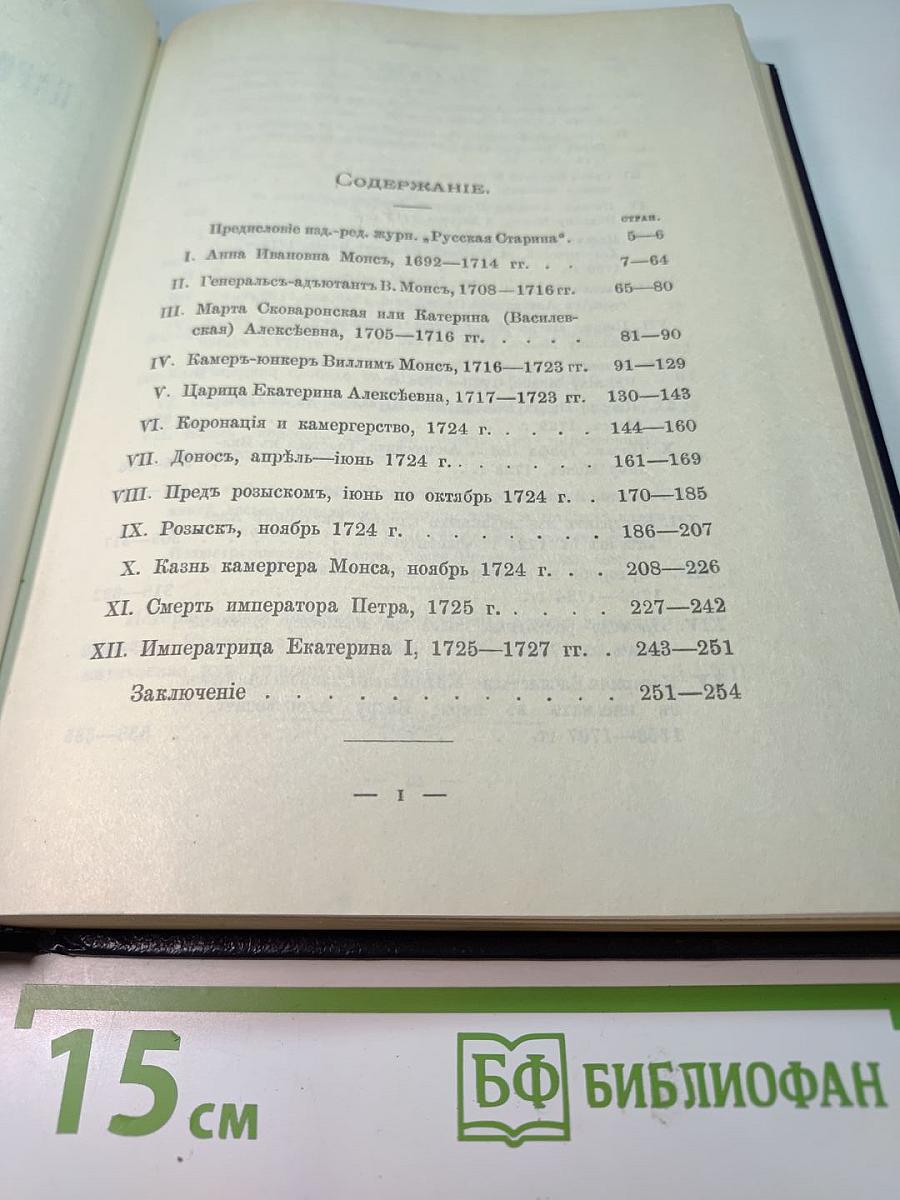 Содержаніе.
СТРАН.
Предисловіе изд.-ред. журн. „Русская Старина“. 5—6
I. Анна Ивановна Монсъ, 1692—1714 гг. . . 7—64
II. Генеральсъ-адъютантъ В. Монсъ, 1708—1716 гг. 65—80
III. Марта Сковаронская или Катерина (Василев-
ская) Алексѣевна, 1705—1716 гг. . . . . 81—90
IV. Камеръ-юнкеръ Виллимъ Монсъ, 1716—1723 гг. 91—129
V. Царица Екатерина Алексѣевна, 1717—1723 гг. 130—143
VI. Коронація и камергерство, 1724 г. . . . . 144—160
VII. Доносъ, апрѣль—іюнь 1724 г. . . . . . 161—169
VIII. Предъ розыскомъ, іюнь по октябрь 1724 г. . 170—185
IX. Розыскъ, ноябрь 1724 г. . . . . . . . 186—207
X. Казнь камергера Монса, ноябрь 1724 г. . . 208—226
XI. Смерть императора Петра, 1725 г. . . . . 227—242
XII. Императрица Екатерина I, 1725—1727 гг. . 243—251
Заключеніе . . . . . . . . . . . 251—254
— I —
15 см
БФ БИБЛИОФАН